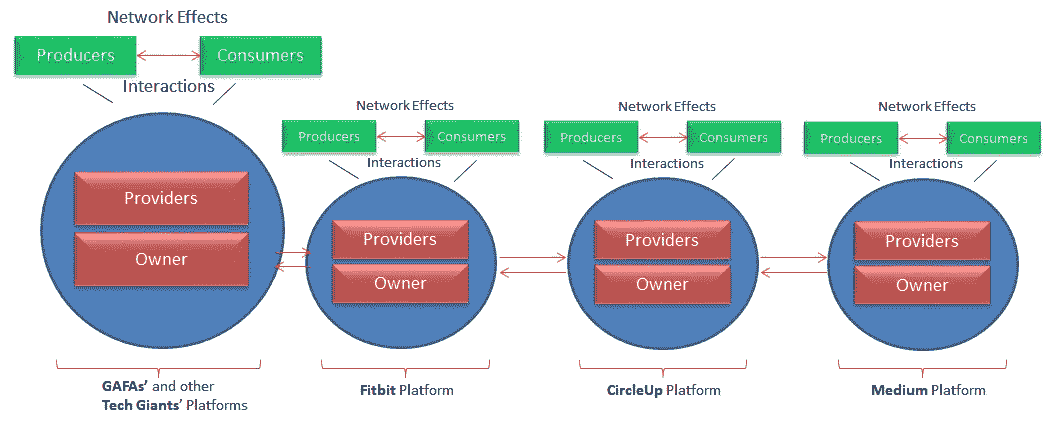 Network Effects
Producers
Consumers
Interactions
Providers
Owner
GAFAs’ and other
Tech Giants’ Platforms
Network Effects
Producers
Consumers
Interactions
Providers
Owner
Fitbit Platform
Network Effects
Producers
Consumers
Interactions
Providers
Owner
CircleUp Platform
Network Effects
Producers
Consumers
Interactions
Providers
Owner
Medium Platform